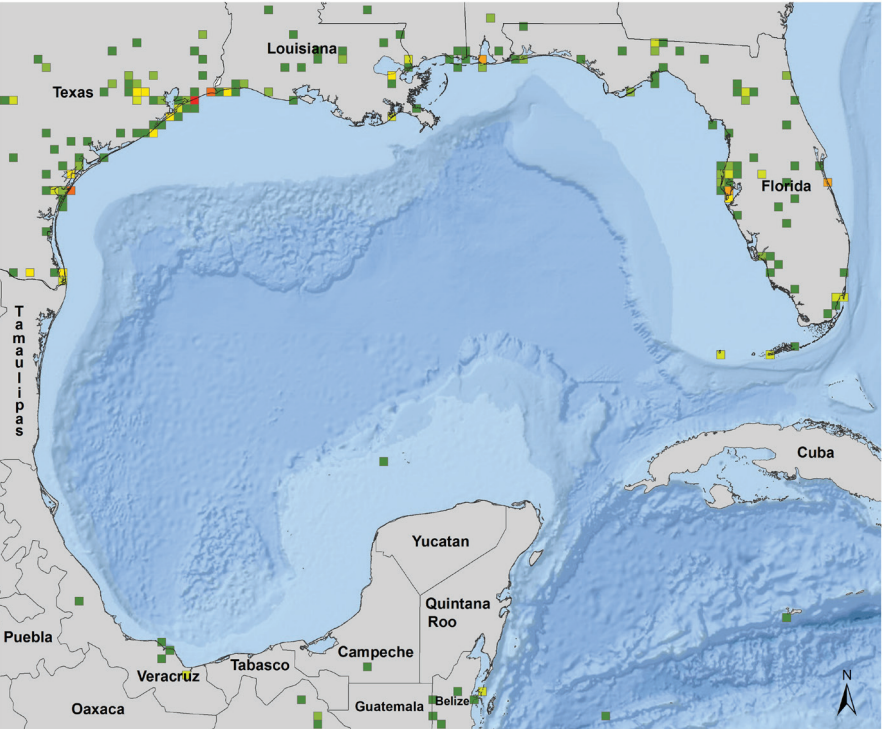 Louisiana
Texas
Florida
T
a
m
a
u
l
i
p
a
s
Cuba
Yucatan
Quintana
Roo
Puebla
Campeche
Tabasco
Veracruz
N
Belize
Guatemala
Oaxaca